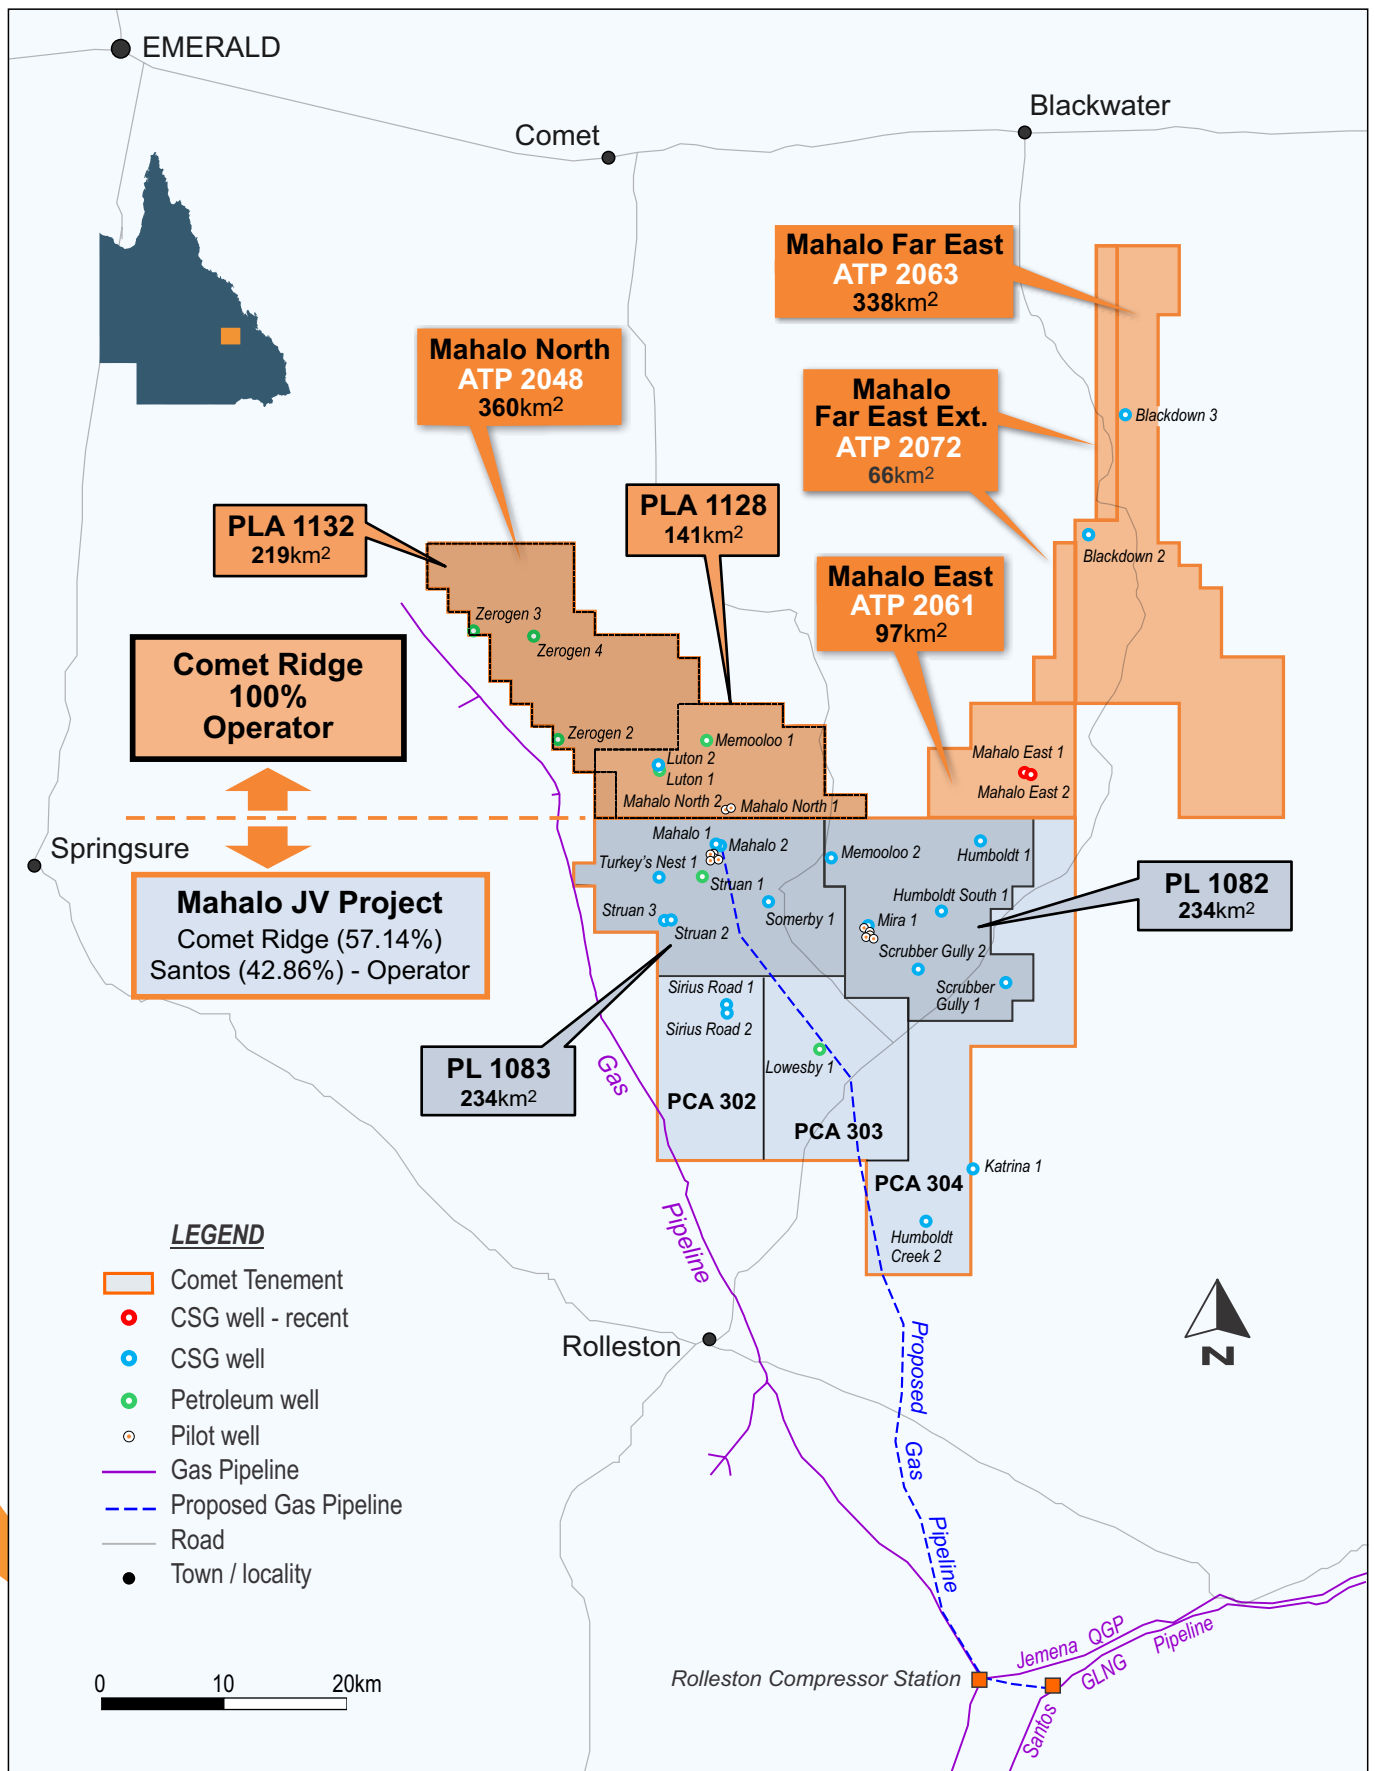 EMERALD
Comet
Blackwater
Mahalo Far East
ATP 2063
338km2
Mahalo North
ATP 2048
360km2
Mahalo
Far East Ext.
ATP 2072
66km2
Blackdown 3
PLA 1132
219km2
PLA 1128
141km2
Blackdown 2
Mahalo East
ATP 2061
97km2
Zerogen 3
Zerogen 4
Comet Ridge
100%
Operator
Zerogen 2
Memooloo 1
Luton 2
Luton 1
Mahalo North 2
Mahalo North 1
Mahalo East 1
Mahalo East 2
Springsure
Mahalo 1
Mahalo 2
Turkey's Nest 1
Struan 1
Struan 3
Struan 2
Somerby 1
Memooloo 2
Humboldt 1
Humboldt South 1
Mira 1
Scrubber Gully 2
Scrubber
Gully 1
PL 1082
234km2
Mahalo JV Project
Comet Ridge (57.14%)
Santos (42.86%) - Operator
Sirius Road 1
Sirius Road 2
Lowesby 1
PL 1083
234km2
PCA 302
PCA 303
PCA 304
Katrina 1
Humboldt
Creek 2
Gas
Pipeline
Rolleston
Proposed
Gas
Pipeline
LEGEND
Comet Tenement
CSG well - recent
CSG well
Petroleum well
Pilot well
Gas Pipeline
Proposed Gas Pipeline
Road
Town / locality
N
0 10 20km
Rolleston Compressor Station
Jemena QGP
Santos GLNG Pipeline